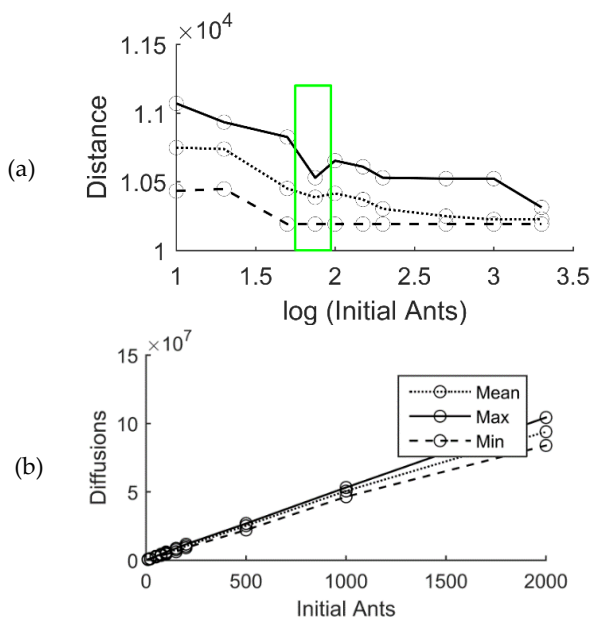 ×10^4
1.15
1.1
1.05
1
Distance
(a)
1 1.5 2 2.5 3 3.5
log (Initial Ants)
×10^7
15
10
5
0
Diffusions
(b)
Mean
Max
Min
0 500 1000 1500 2000
Initial Ants